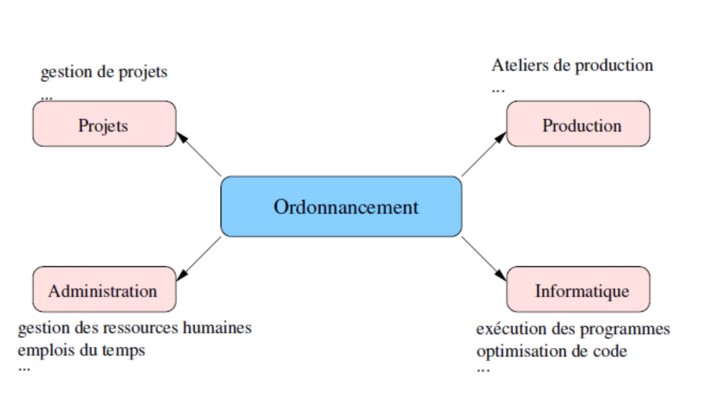 gestion de projets
...
Projets
Ateliers de production
...
Production
Ordonnancement
Administration
gestion des ressources humaines
emplois du temps
...
Informatique
exécution des programmes
optimisation de code
...